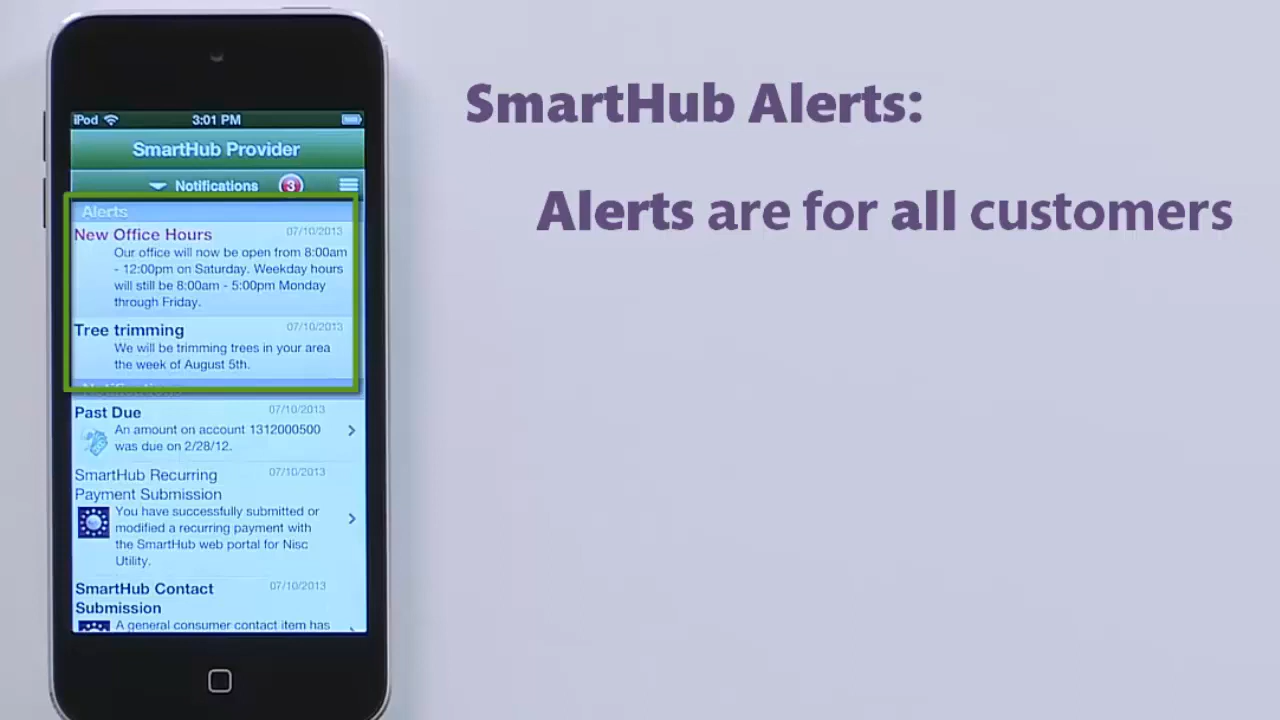 SmartHub Alerts:
Alerts are for all customers
iPod 3:01 PM
SmartHub Provider
Notifications 3
Alerts
New Office Hours 07/10/2013
Our office will now be open from 8:00am
- 12:00pm on Saturday. Weekday hours
will still be 8:00am - 5:00pm Monday
through Friday.
Tree trimming 07/10/2013
We will be trimming trees in your area
the week of August 5th.
Notifications
Past Due 07/10/2013
An amount on account 1312000500
was due on 2/28/12.
SmartHub Recurring 07/10/2013
Payment Submission
You have successfully submitted or
modified a recurring payment with
the SmartHub web portal for Nisc
Utility.
SmartHub Contact 07/10/2013
Submission
A general consumer contact item has